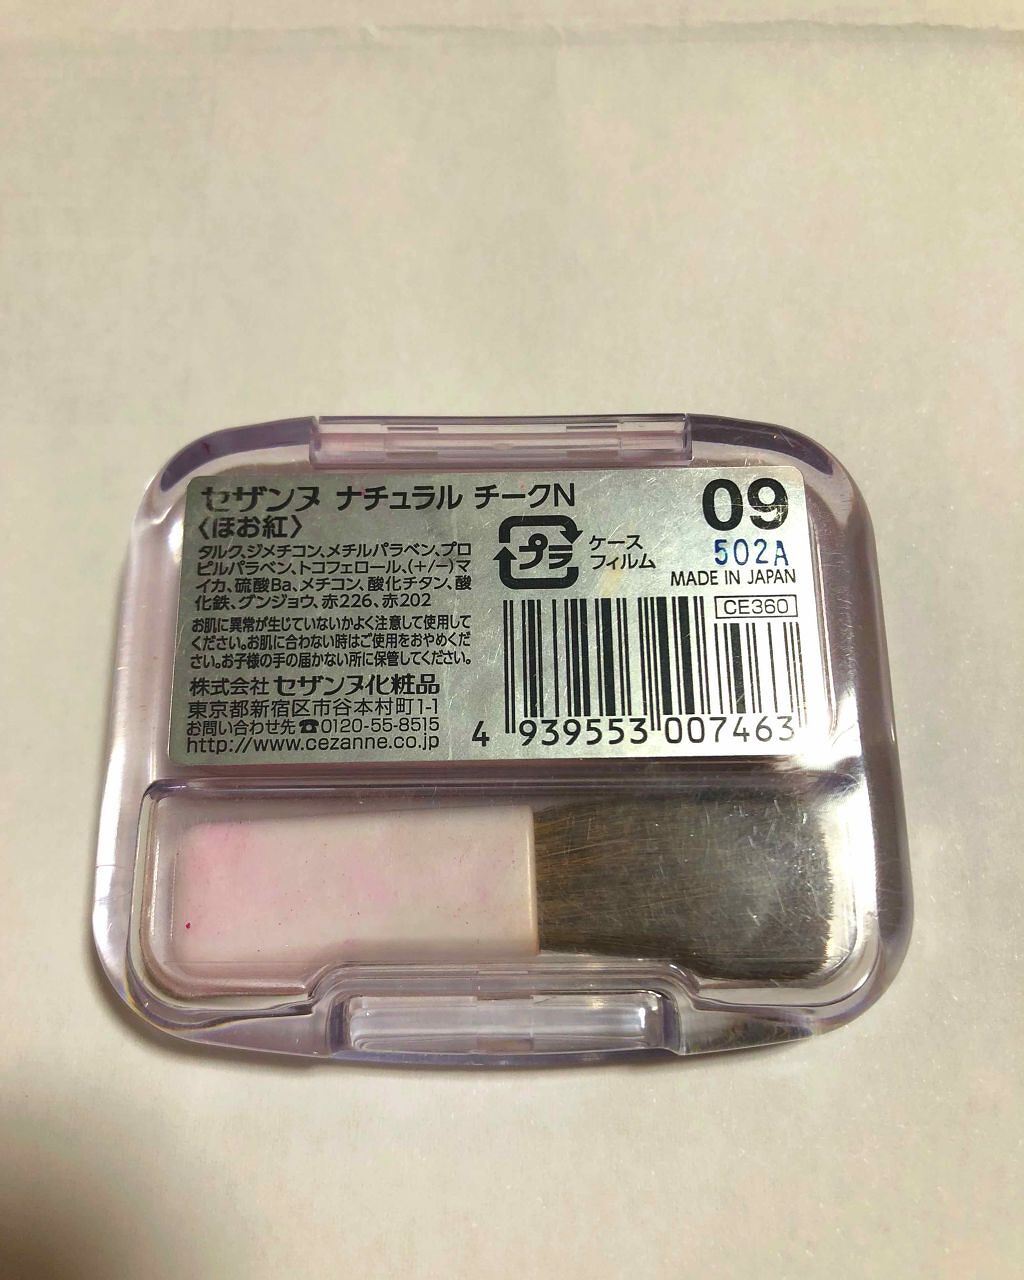 セザンヌ ナチュラル チークN
〈ほお紅〉
タルク、ジメチコン、メチルパラベン、プロ
ピルパラベン、トコフェロール、(+/−)マ
イカ、硫酸Ba、メチコン、酸化チタン、酸
化鉄、グンジョウ、赤226、赤202
お肌に異常が生じていないかよく注意して使用して
ください。お肌に合わない時はご使用をおやめくだ
さい。お子様の手の届かない所に保管してください。
株式会社 セザンヌ化粧品
東京都新宿区市谷本村町1-1
お問い合わせ先☎0120-55-8515
http://www.cezanne.co.jp
プラ
ケース
フィルム
09
502A
MADE IN JAPAN
CE360
4 939553 007463